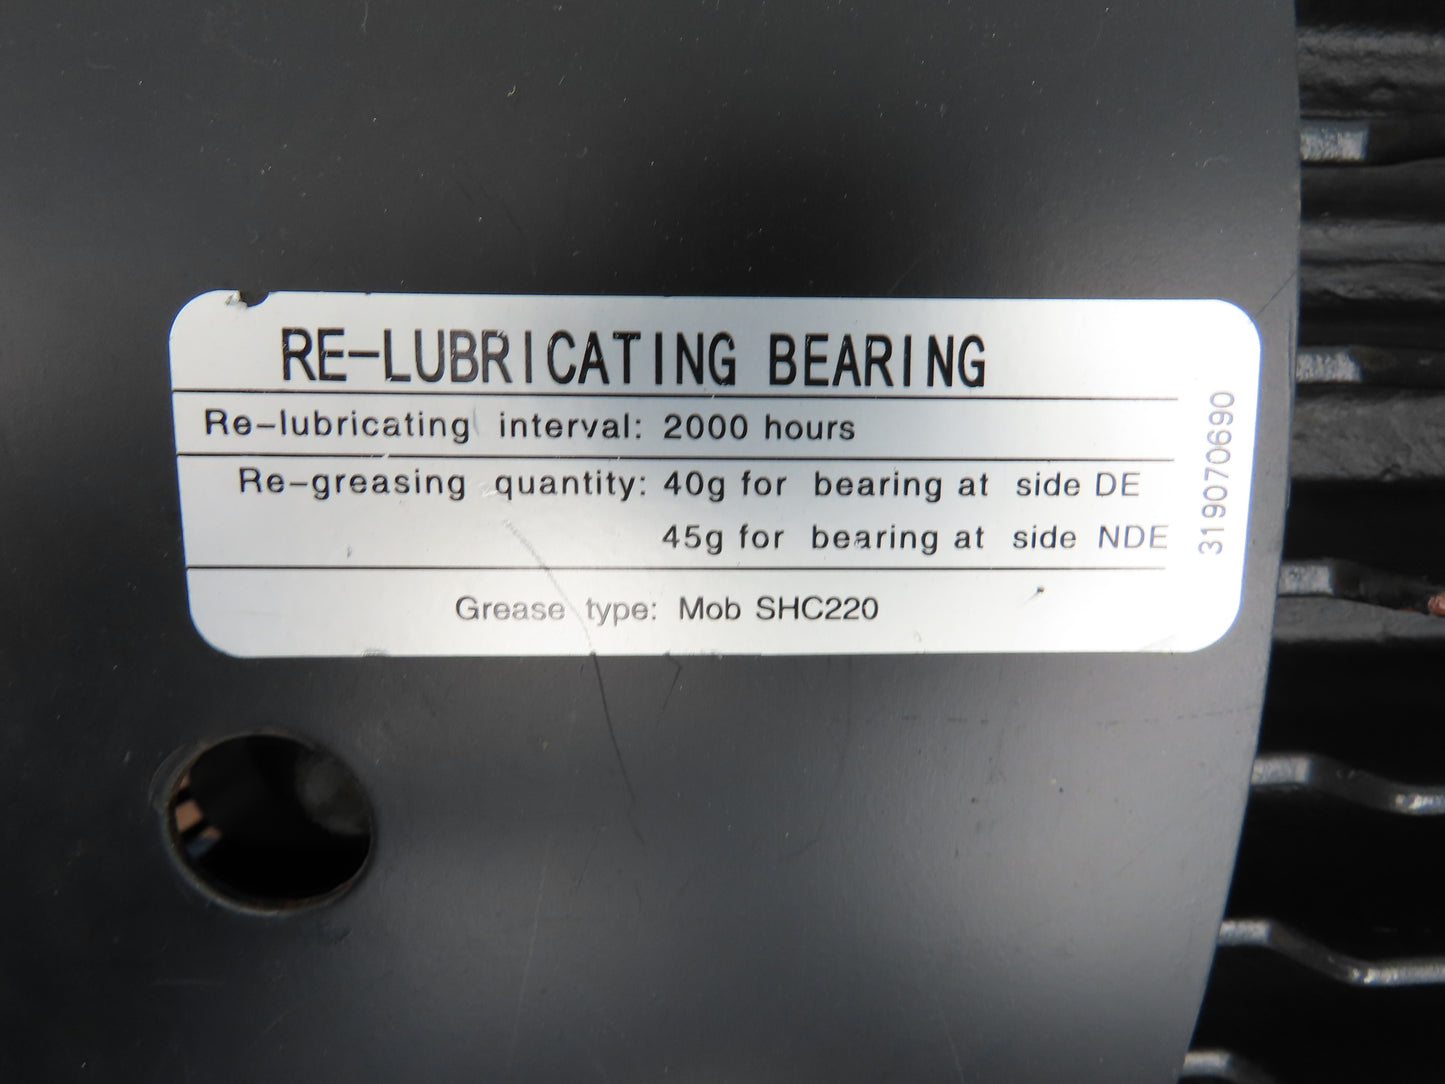 RE-LUBRICATING BEARING
Re-lubricating interval: 2000 hours
Re-greasing quantity: 40g for bearing at side DE
45g for bearing at side NDE
Grease type: Mob SHC220
319070690